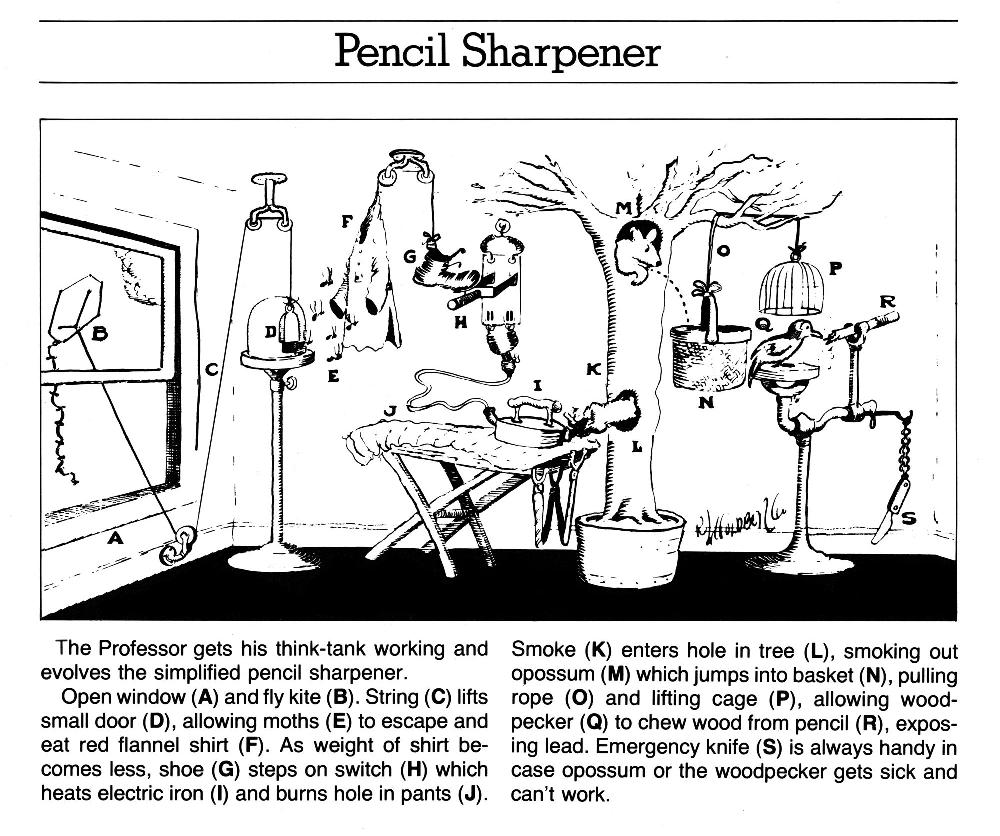 Pencil Sharpener
A
B
C
D
E
F
G
H
I
J
K
L
M
N
O
P
Q
R
S
The Professor gets his think-tank working and
evolves the simplified pencil sharpener.
Open window (A) and fly kite (B). String (C) lifts
small door (D), allowing moths (E) to escape and
eat red flannel shirt (F). As weight of shirt be-
comes less, shoe (G) steps on switch (H) which
heats electric iron (I) and burns hole in pants (J).
Smoke (K) enters hole in tree (L), smoking out
opossum (M) which jumps into basket (N), pulling
rope (O) and lifting cage (P), allowing wood-
pecker (Q) to chew wood from pencil (R), expos-
ing lead. Emergency knife (S) is always handy in
case opossum or the woodpecker gets sick and
can't work.